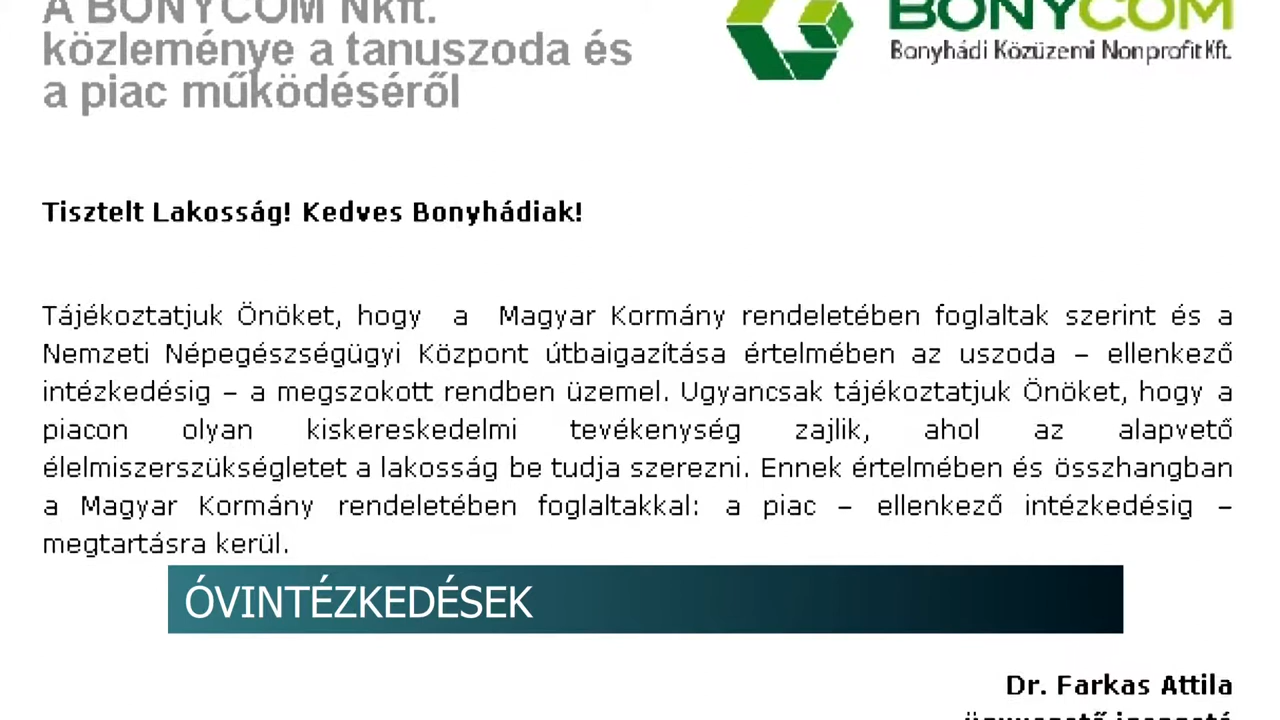 A BONYCOM Nkft.
közleménye a tanuszoda és
a piac működéséről
BONYCOM
Bonyhádi Közüzemi Nonprofit Kft.
Tisztelt Lakosság! Kedves Bonyhádiak!
Tájékoztatjuk Önöket, hogy a Magyar Kormány rendeletében foglaltak szerint és a
Nemzeti Népegészségügyi Központ útbaigazítása értelmében az uszoda – ellenkező
intézkedésig – a megszokott rendben üzemel. Ugyancsak tájékoztatjuk Önöket, hogy a
piacon olyan kiskereskedelmi tevékenység zajlik, ahol az alapvető
élelmiszerszükségletet a lakosság be tudja szerezni. Ennek értelmében és összhangban
a Magyar Kormány rendeletében foglaltakkal: a piac – ellenkező intézkedésig –
megtartásra kerül.
ÓVINTÉZKEDÉSEK
Dr. Farkas Attila